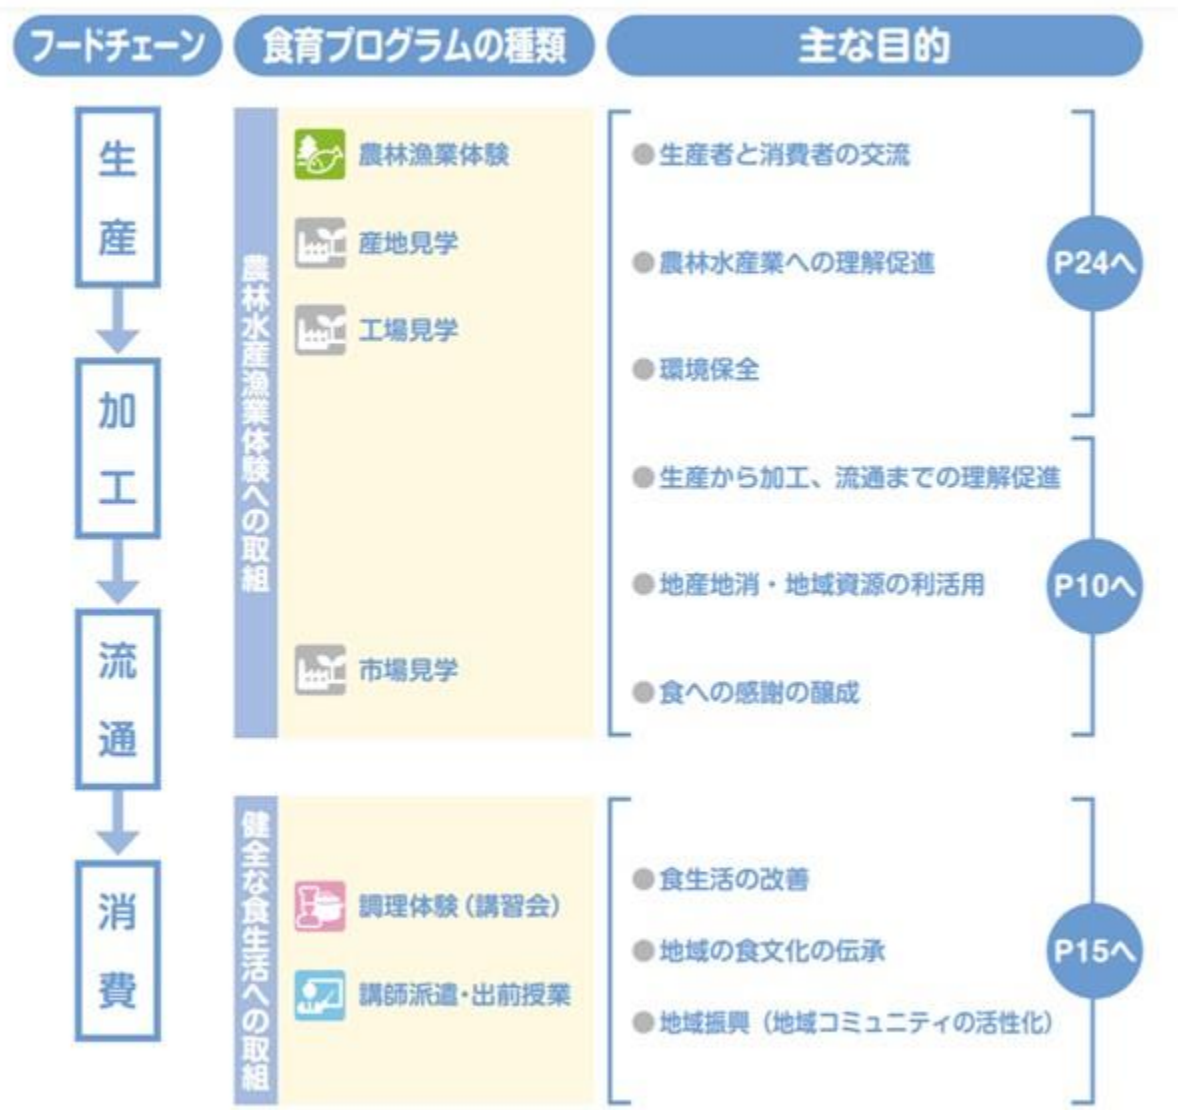 フードチェーン
食育プログラムの種類
主な目的
生産
加工
流通
消費
農林水産漁業体験への取組
農林漁業体験
産地見学
工場見学
市場見学
●生産者と消費者の交流
●農林水産業への理解促進
●環境保全
P24へ
●生産から加工、流通までの理解促進
●地産地消・地域資源の利活用
●食への感謝の醸成
P10へ
健全な食生活への取組
調理体験（講習会）
講師派遣・出前授業
●食生活の改善
●地域の食文化の伝承
●地域振興（地域コミュニティの活性化）
P15へ